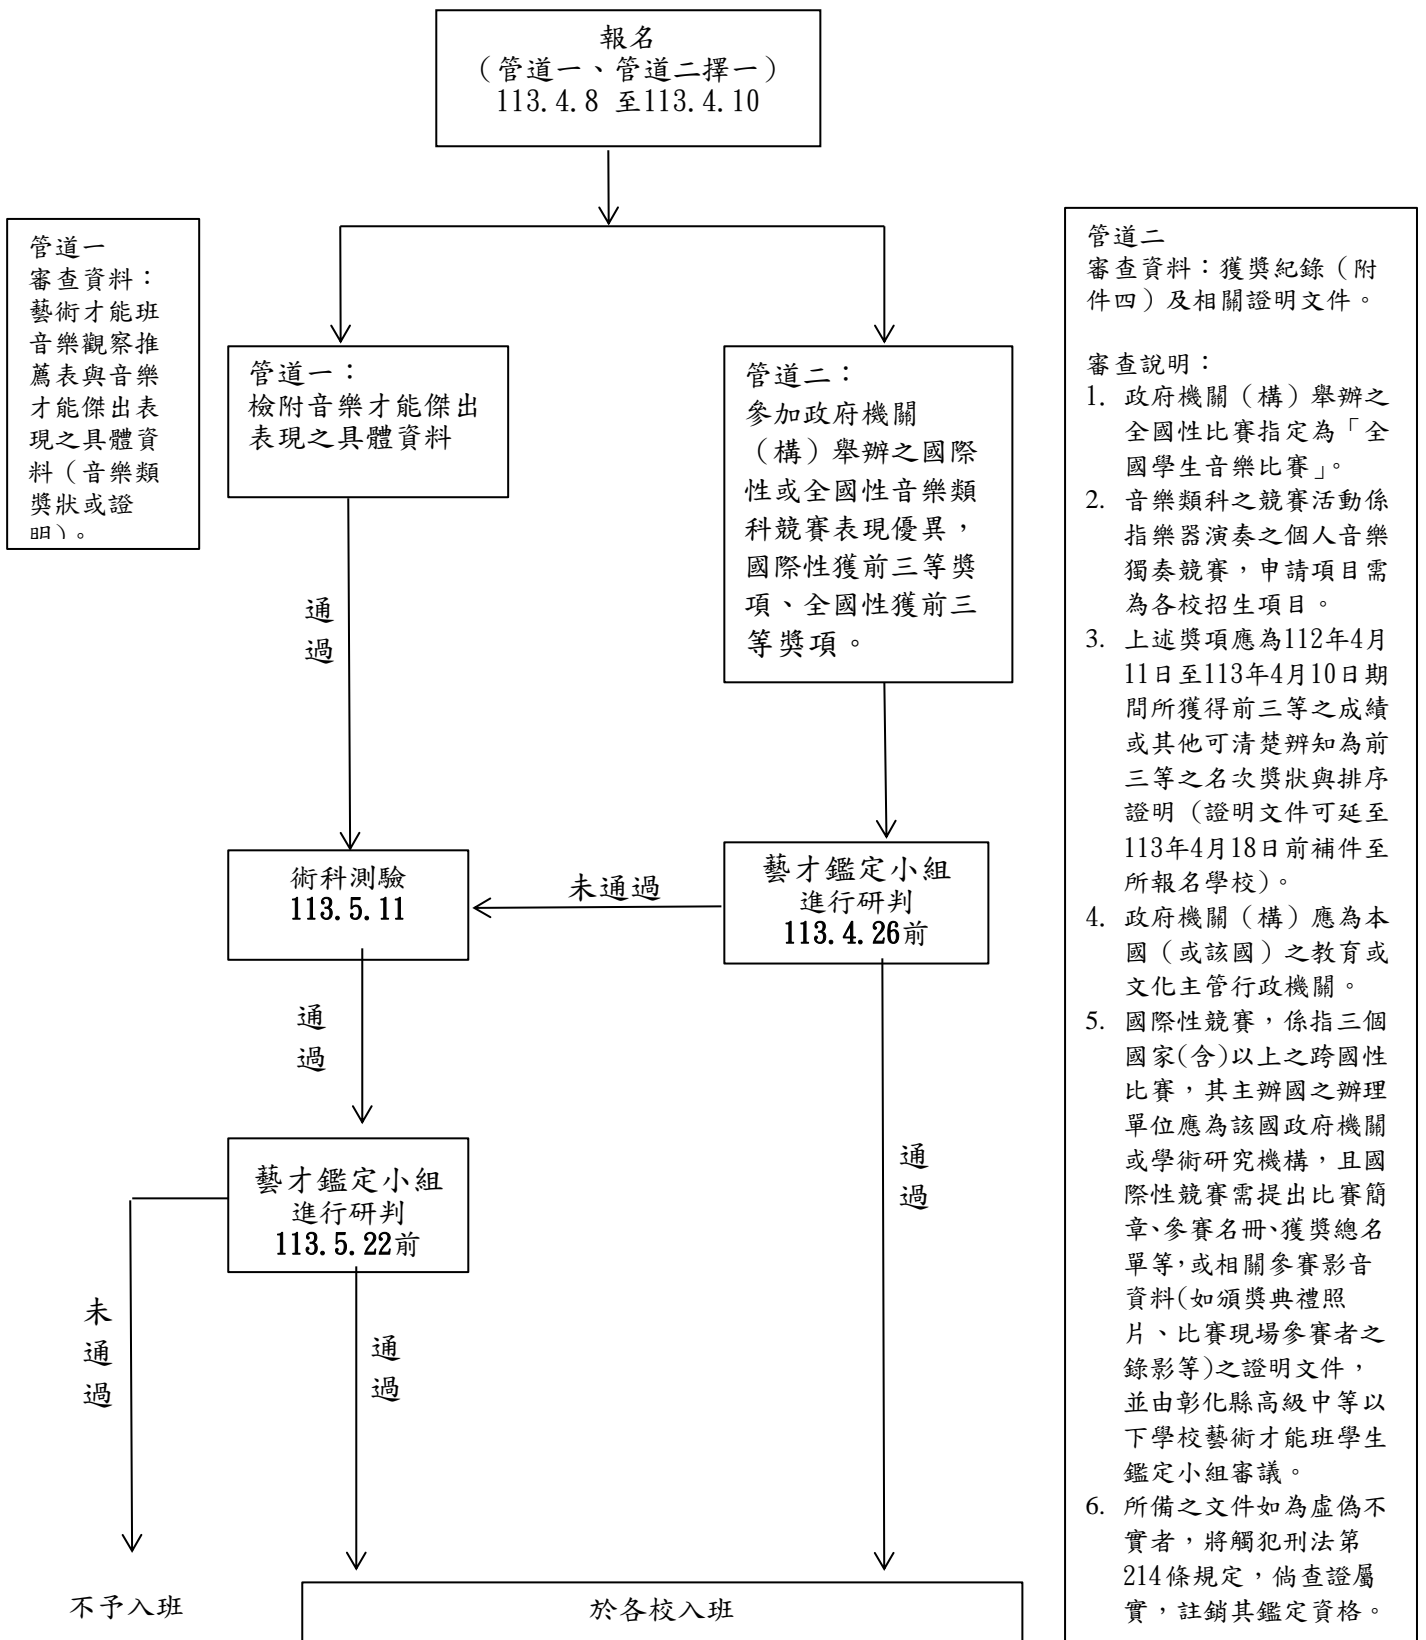 報名
（管道一、管道二擇一）
113.4.8 至113.4.10
管道一
審查資料：
藝術才能班
音樂觀察推
薦表與音樂
才能傑出表
現之具體資
料（音樂類
獎狀或證
明）。
管道一：
檢附音樂才能傑出
表現之具體資料
管道二：
參加政府機關
（構）舉辦之國際
性或全國性音樂類
科競賽表現優異，
國際性獲前三等獎
項、全國性獲前三
等獎項。
通
過
術科測驗
113.5.11
未通過
藝才鑑定小組
進行研判
113.4.26前
通
過
藝才鑑定小組
進行研判
113.5.22前
通
過
未
通
過
通
過
不予入班
於各校入班
管道二
審查資料：獲獎紀錄（附
件四）及相關證明文件。
審查說明：
1. 政府機關（構）舉辦之
全國性比賽指定為「全
國學生音樂比賽」。
2. 音樂類科之競賽活動係
指樂器演奏之個人音樂
獨奏競賽，申請項目需
為各校招生項目。
3. 上述獎項應為112年4月
11日至113年4月10日期
間所獲得前三等之成績
或其他可清楚辨知為前
三等之名次獎狀與排序
證明（證明文件可延至
113年4月18日前補件至
所報名學校）。
4. 政府機關（構）應為本
國（或該國）之教育或
文化主管行政機關。
5. 國際性競賽，係指三個
國家(含)以上之跨國性
比賽，其主辦國之辦理
單位應為該國政府機關
或學術研究機構，且國
際性競賽需提出比賽簡
章、參賽名冊、獲獎總名
單等，或相關參賽影音
資料(如頒獎典禮照
片、比賽現場參賽者之
錄影等)之證明文件，
並由彰化縣高級中等以
下學校藝術才能班學生
鑑定小組審議。
6. 所備之文件如為虛偽不
實者，將觸犯刑法第
214條規定，倘查證屬
實，註銷其鑑定資格。